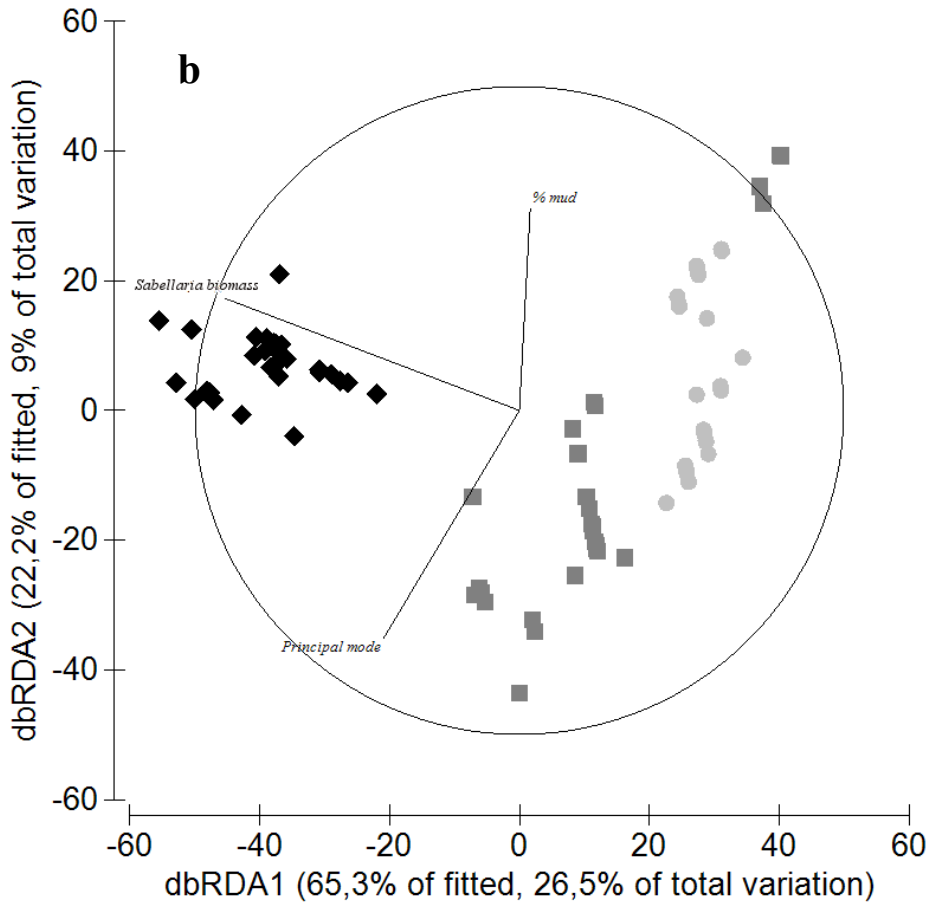 b
60
40
20
0
-20
-40
-60
dbRDA2 (22,2% of fitted, 9% of total variation)
% mud
Sabellaria biomass
Principal mode
-60 -40 -20 0 20 40 60
dbRDA1 (65,3% of fitted, 26,5% of total variation)